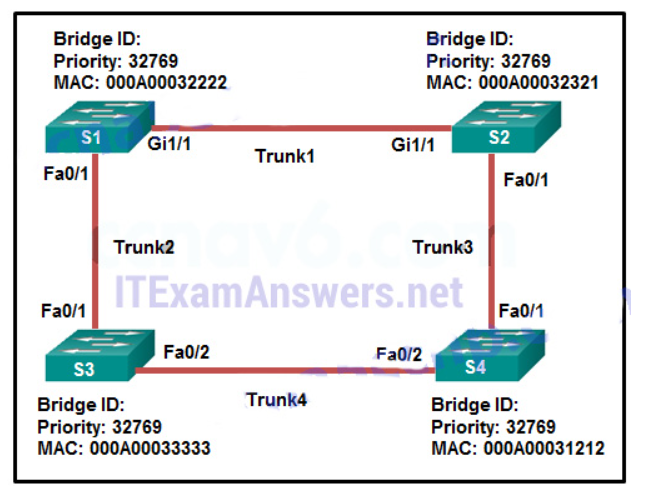 Bridge ID:
Priority: 32769
MAC: 000A00032222
Bridge ID:
Priority: 32769
MAC: 000A00032321
S1
Gi1/1
Trunk1
Gi1/1
S2
Fa0/1
Fa0/1
Trunk2
Trunk3
ccnav6.com
ITExamAnswers.net
Fa0/1
Fa0/1
S3
Fa0/2
Fa0/2
S4
Trunk4
Bridge ID:
Priority: 32769
MAC: 000A00033333
Bridge ID:
Priority: 32769
MAC: 000A00031212